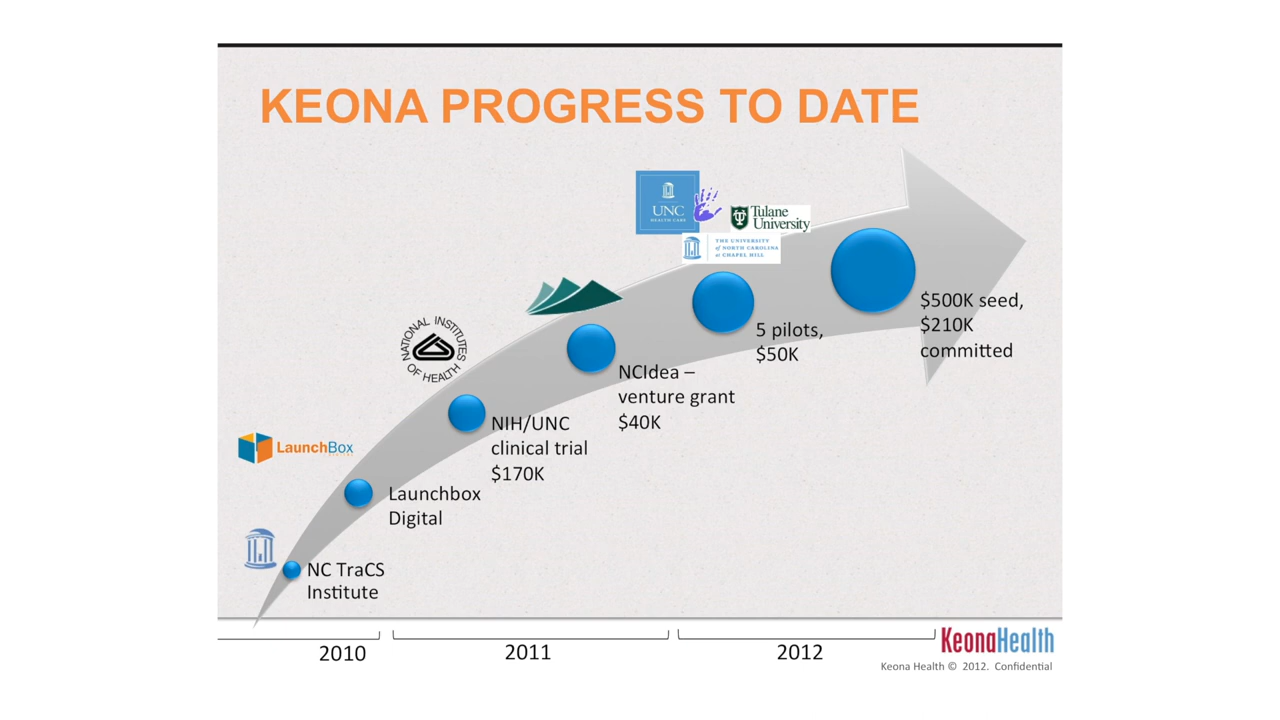 KEONA PROGRESS TO DATE
UNC
HEALTH CARE
Tulane
University
THE UNIVERSITY
of NORTH CAROLINA
at CHAPEL HILL
$500K seed,
$210K
committed
5 pilots,
$50K
NATIONAL INSTITUTES
OF HEALTH
NCIdea –
venture grant
$40K
NIH/UNC
clinical trial
$170K
LaunchBox
Launchbox
Digital
NC TraCS
Institute
2010
2011
2012
KeonaHealth
Keona Health © 2012. Confidential